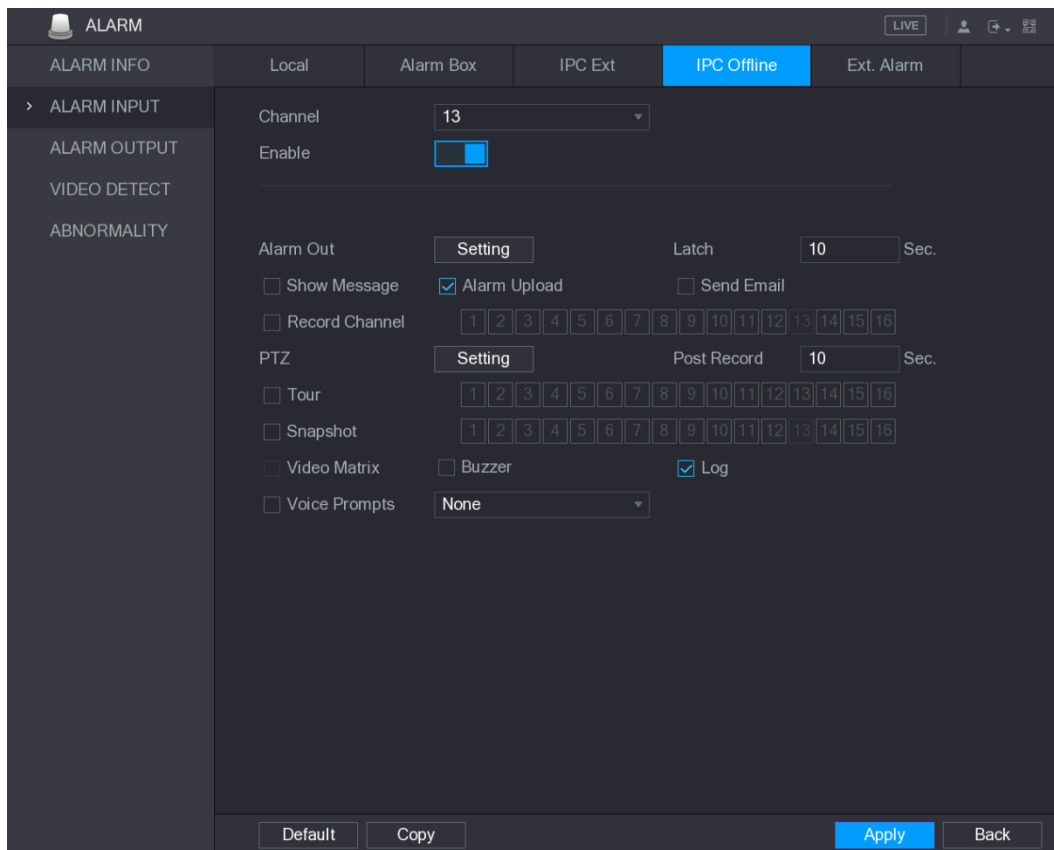 ALARM
LIVE
ALARM INFO
ALARM INPUT
ALARM OUTPUT
VIDEO DETECT
ABNORMALITY
Local Alarm Box IPC Ext IPC Offline Ext. Alarm
Channel 13
Enable
Alarm Out Setting Latch 10 Sec.
Show Message Alarm Upload Send Email
Record Channel 1 2 3 4 5 6 7 8 9 10 11 12 13 14 15 16
PTZ Setting Post Record 10 Sec.
Tour 1 2 3 4 5 6 7 8 9 10 11 12 13 14 15 16
Snapshot 1 2 3 4 5 6 7 8 9 10 11 12 13 14 15 16
Video Matrix Buzzer Log
Voice Prompts None
Default Copy Apply Back